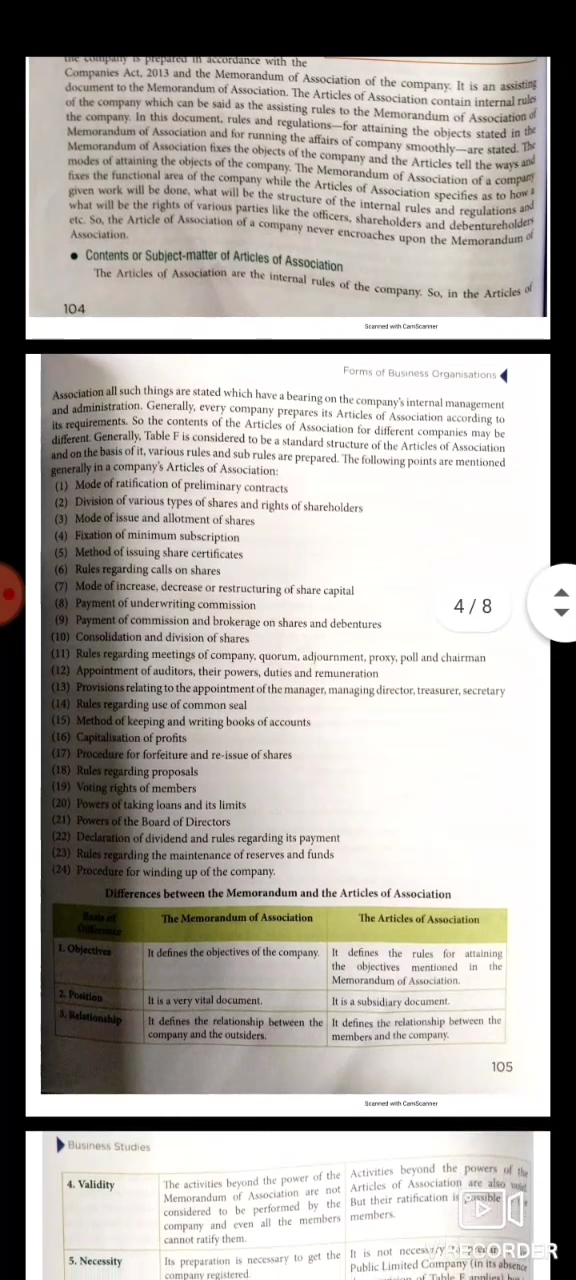 the company is prepared in accordance with the
Companies Act, 2013 and the Memorandum of Association of the company. It is an assisting
document to the Memorandum of Association. The Articles of Association contain internal rules
of the company which can be said as the assisting rules to the Memorandum of Association of
the company. In this document, rules and regulations—for attaining the objects stated in the
Memorandum of Association and for running the affairs of company smoothly—are stated. The
Memorandum of Association fixes the objects of the company and the Articles tell the ways and
modes of attaining the objects of the company. The Memorandum of Association of a company
fixes the functional area of the company while the Articles of Association specifies as to how a
given work will be done, what will be the structure of the internal rules and regulations and
what will be the rights of various parties like the officers, shareholders and debentureholders
etc. So, the Article of Association of a company never encroaches upon the Memorandum of
Association.
• Contents or Subject-matter of Articles of Association
The Articles of Association are the internal rules of the company. So, in the Articles of
104
Scanned with CamScanner
Forms of Business Organisations
Association all such things are stated which have a bearing on the company's internal management
and administration. Generally, every company prepares its Articles of Association according to
its requirements. So the contents of the Articles of Association for different companies may be
different. Generally, Table F is considered to be a standard structure of the Articles of Association
and on the basis of it, various rules and sub rules are prepared. The following points are mentioned
generally in a company's Articles of Association:
(1) Mode of ratification of preliminary contracts
(2) Division of various types of shares and rights of shareholders
(3) Mode of issue and allotment of shares
(4) Fixation of minimum subscription
(5) Method of issuing share certificates
(6) Rules regarding calls on shares
(7) Mode of increase, decrease or restructuring of share capital
(8) Payment of underwriting commission
4 / 8
(9) Payment of commission and brokerage on shares and debentures
(10) Consolidation and division of shares
(11) Rules regarding meetings of company, quorum, adjournment, proxy, poll and chairman
(12) Appointment of auditors, their powers, duties and remuneration
(13) Provisions relating to the appointment of the manager, managing director, treasurer, secretary
(14) Rules regarding use of common seal
(15) Method of keeping and writing books of accounts
(16) Capitalisation of profits
(17) Procedure for forfeiture and re-issue of shares
(18) Rules regarding proposals
(19) Voting rights of members
(20) Powers of taking loans and its limits
(21) Powers of the Board of Directors
(22) Declaration of dividend and rules regarding its payment
(23) Rules regarding the maintenance of reserves and funds
(24) Procedure for winding up of the company.
Differences between the Memorandum and the Articles of Association
Basis of Difference The Memorandum of Association The Articles of Association
1. Objectives It defines the objectives of the company. It defines the rules for attaining
the objectives mentioned in the
Memorandum of Association.
2. Position It is a very vital document. It is a subsidiary document.
3. Relationship It defines the relationship between the It defines the relationship between the
company and the outsiders. members and the company.
105
Scanned with CamScanner
Business Studies
4. Validity The activities beyond the power of the Activities beyond the powers of the
Memorandum of Association are not Articles of Association are also
considered to be performed by the But their ratification is possible
company and even all the members members.
cannot ratify them.
5. Necessity Its preparation is necessary to get the It is not necessary
company registered. Public Limited Company (in its absence
of Table F applies)
RECORDER